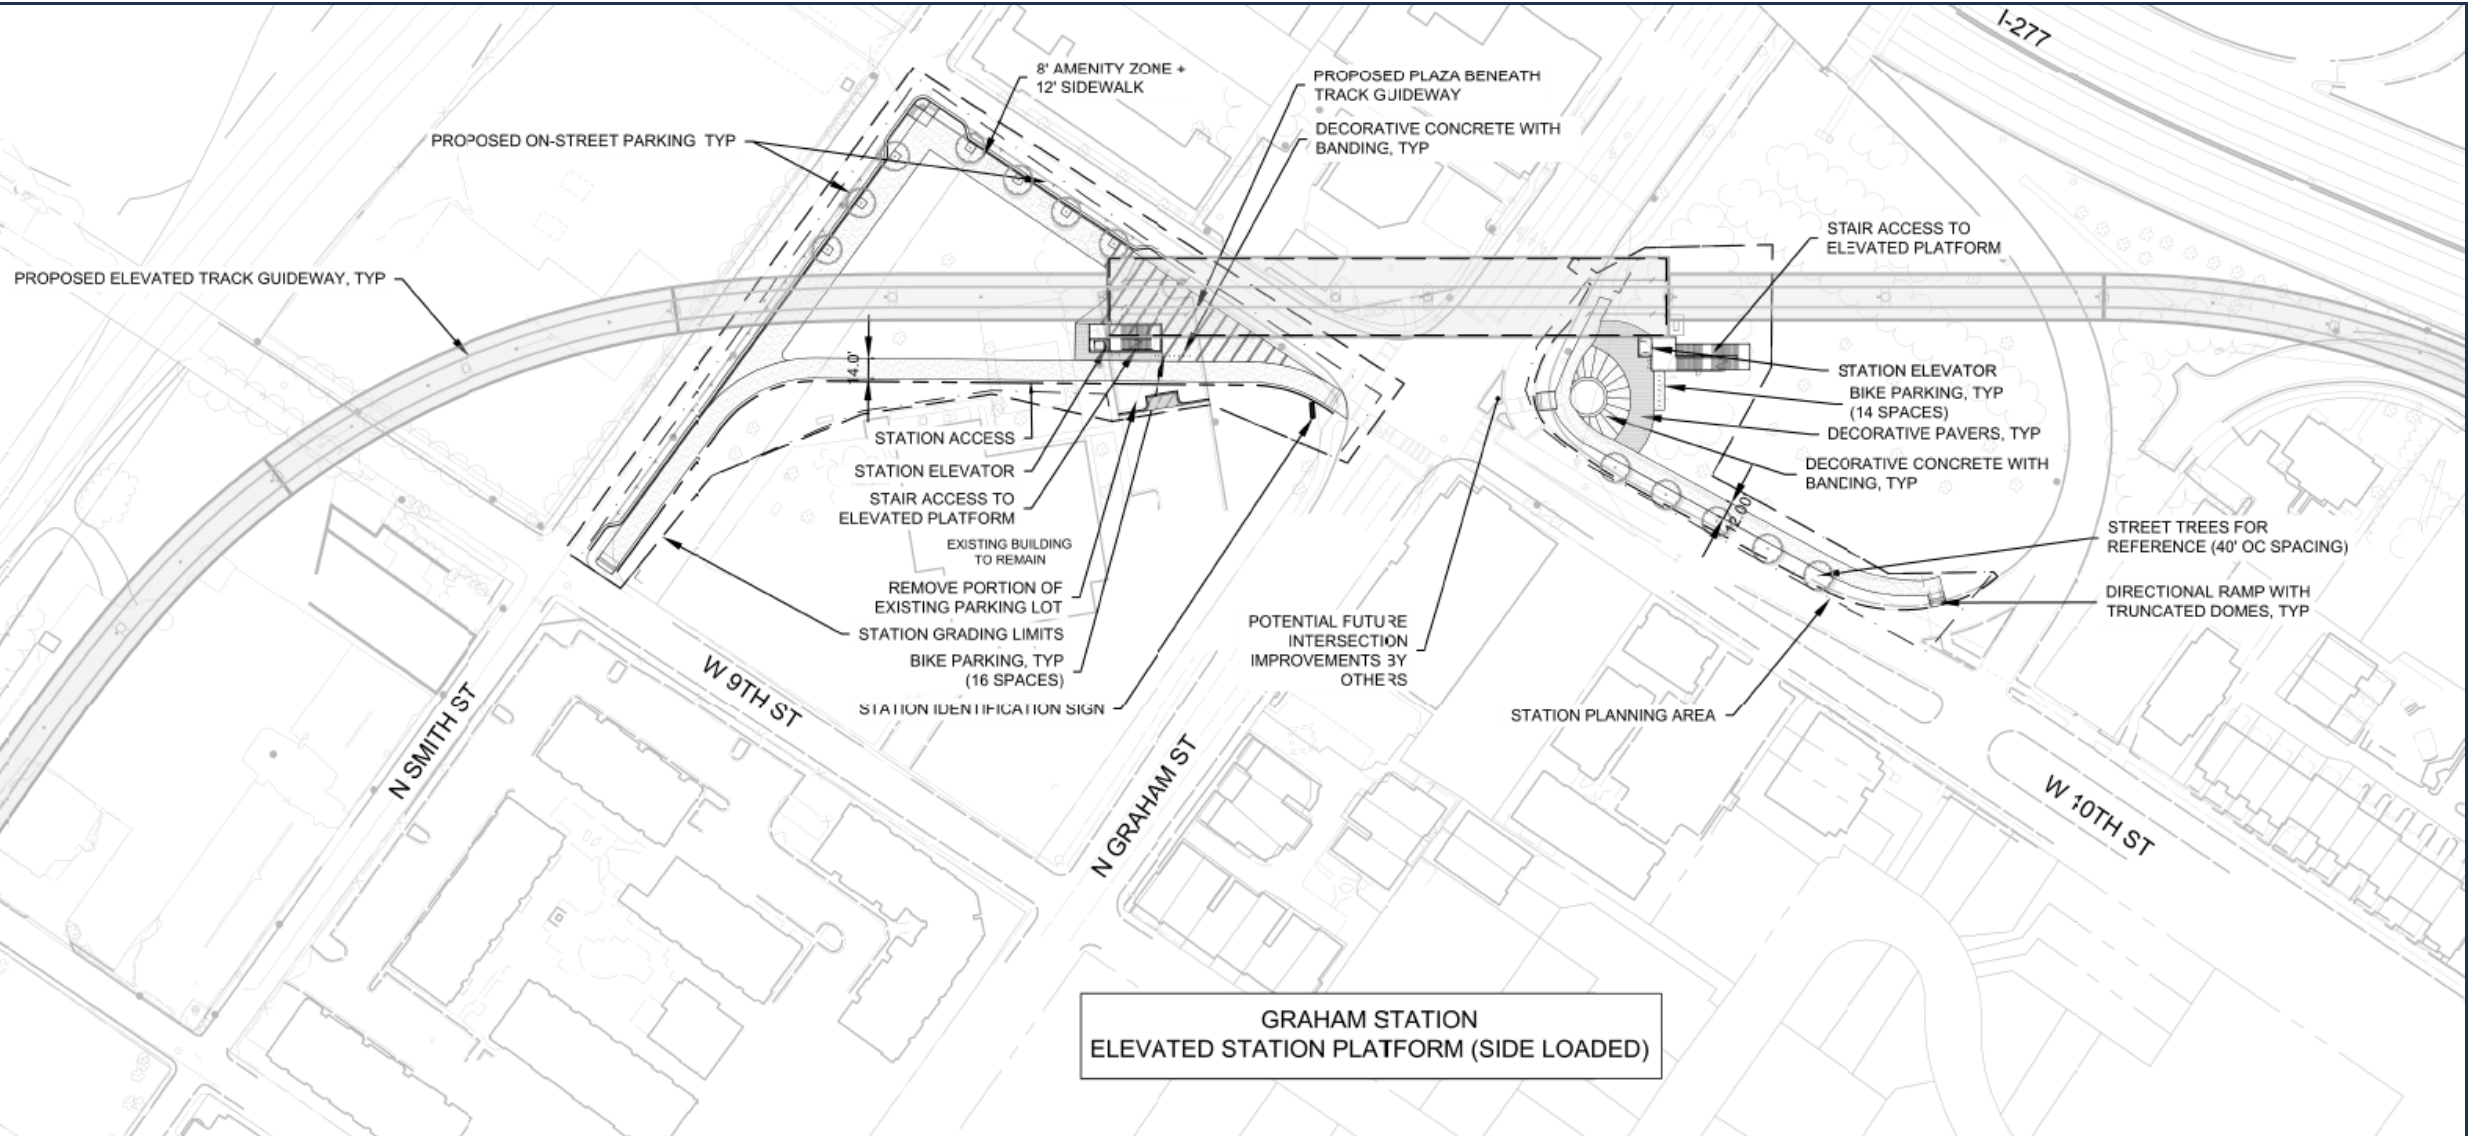 I-277
8' AMENITY ZONE +
12' SIDEWALK
PROPOSED PLAZA BENEATH
TRACK GUIDEWAY
DECORATIVE CONCRETE WITH
BANDING, TYP
PROPOSED ON-STREET PARKING TYP
STAIR ACCESS TO
ELEVATED PLATFORM
PROPOSED ELEVATED TRACK GUIDEWAY, TYP
14.0'
STATION ELEVATOR
BIKE PARKING, TYP
(14 SPACES)
DECORATIVE PAVERS, TYP
DECORATIVE CONCRETE WITH
BANDING, TYP
12.00'
STATION ACCESS
STATION ELEVATOR
STAIR ACCESS TO
ELEVATED PLATFORM
EXISTING BUILDING
TO REMAIN
REMOVE PORTION OF
EXISTING PARKING LOT
STATION GRADING LIMITS
BIKE PARKING, TYP
(16 SPACES)
STATION IDENTIFICATION SIGN
POTENTIAL FUTURE
INTERSECTION
IMPROVEMENTS BY
OTHERS
STREET TREES FOR
REFERENCE (40' OC SPACING)
DIRECTIONAL RAMP WITH
TRUNCATED DOMES, TYP
STATION PLANNING AREA
N SMITH ST
W 9TH ST
N GRAHAM ST
W 10TH ST
GRAHAM STATION
ELEVATED STATION PLATFORM (SIDE LOADED)